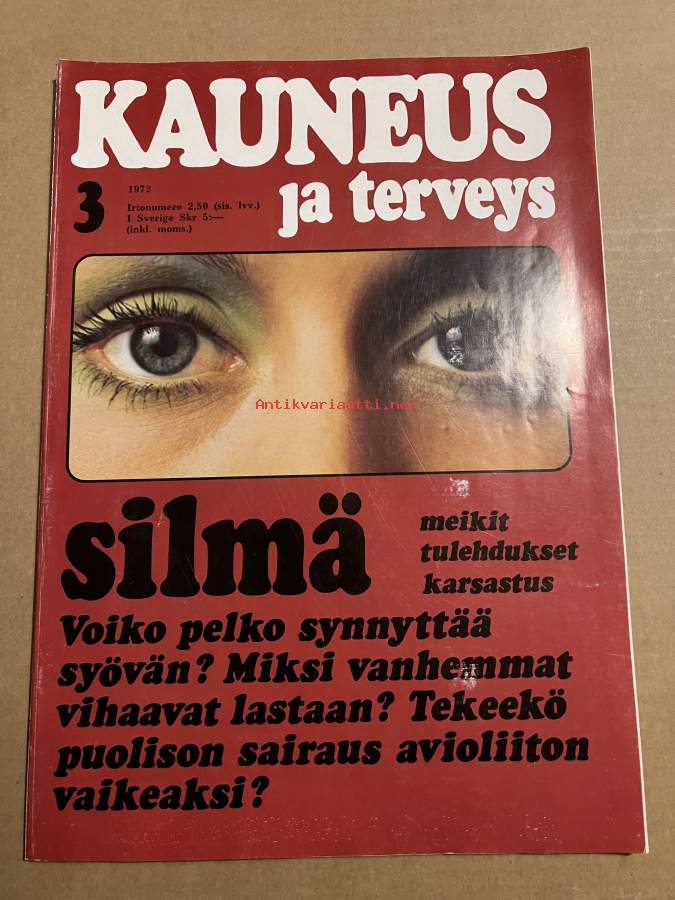 KAUNEUS
ja terveys
3
1972
Irtonumero 2,50 (sis. lvv.)
I Sverige Skr 5:—
(inkl. moms.)
Antikvariaatti.net
silmä
meikit
tulehdukset
karsastus
Voiko pelko synnyttää
syövän? Miksi vanhemmat
vihaavat lastaan? Tekeekö
puolison sairaus avioliiton
vaikeaksi?